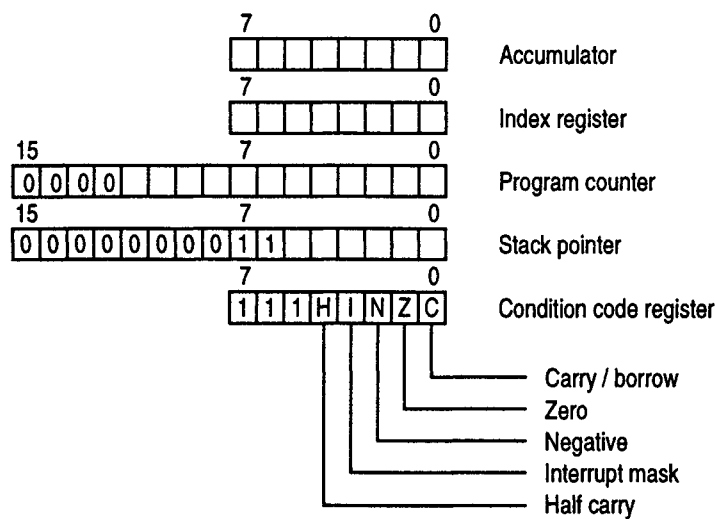 7 0
Accumulator
7 0
Index register
15 7 0
0 0 0 0 Program counter
15 7 0
0 0 0 0 0 0 0 0 1 1 Stack pointer
7 0
1 1 1 H I N Z C Condition code register
Carry / borrow
Zero
Negative
Interrupt mask
Half carry